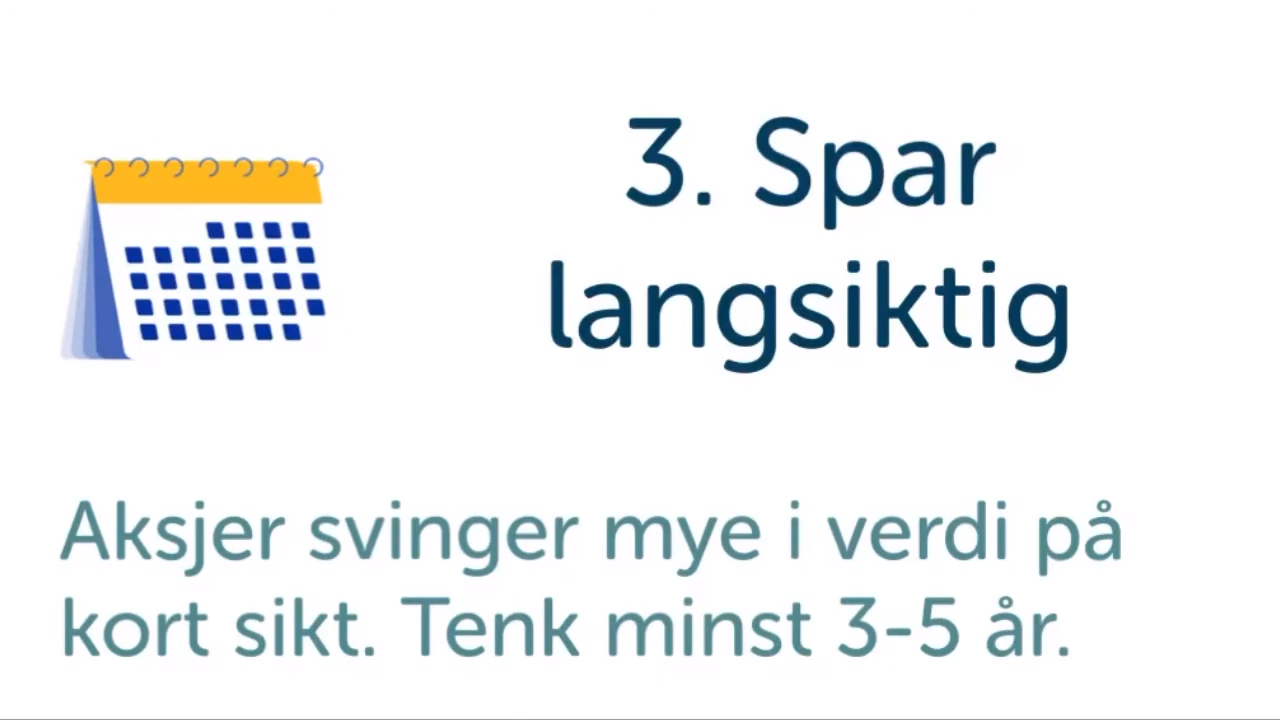 3. Spar
langsiktig
Aksjer svinger mye i verdi på
kort sikt. Tenk minst 3-5 år.